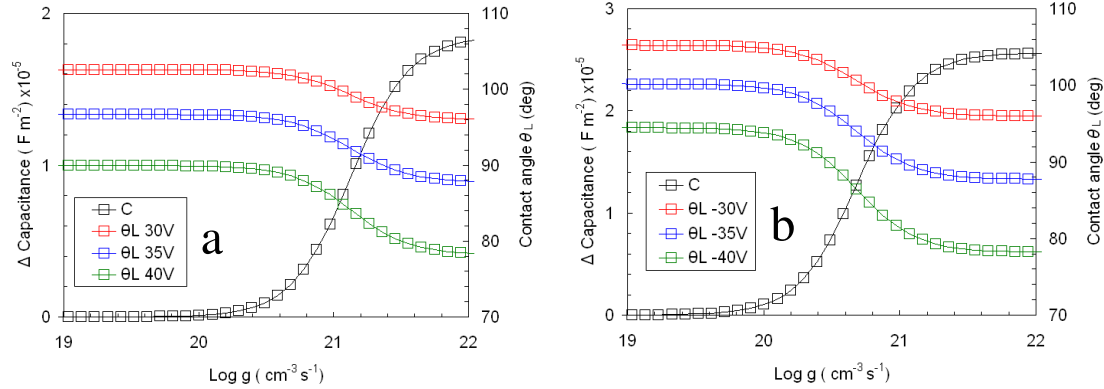 2
110
1
100
90
80
0
70
19
20
21
22
Δ Capacitance ( F m⁻²) x10⁻⁵
Contact angle θ L (deg)
Log g ( cm⁻³ s⁻¹)
C
θL 30V
θL 35V
θL 40V
a
3
110
2
100
90
1
80
0
70
19
20
21
22
Δ Capacitance ( F m⁻²) x10⁻⁵
Contact angle θ L (deg)
Log g ( cm⁻³ s⁻¹)
C
θL -30V
θL -35V
θL -40V
b